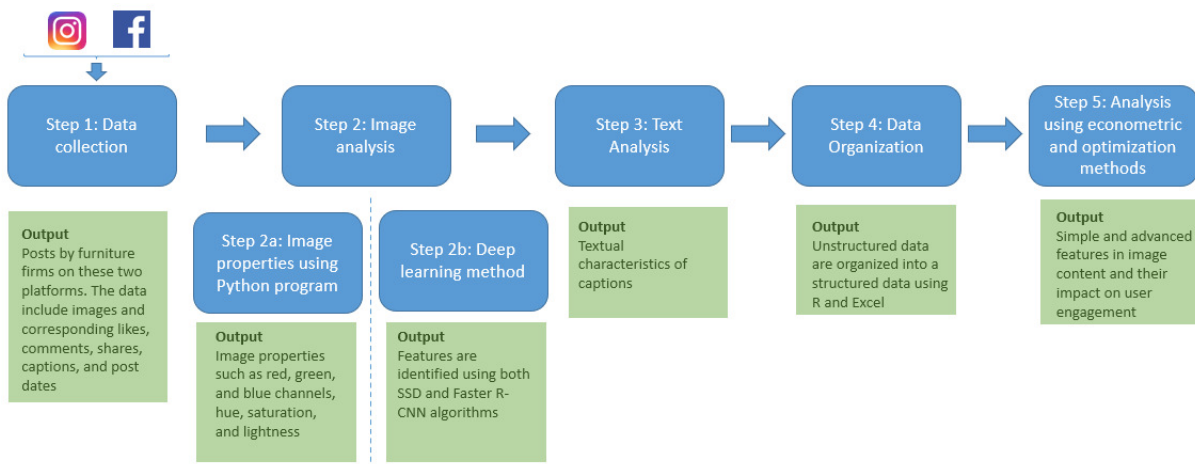 Step 1: Data
collection
Step 2: Image
analysis
Step 3: Text
Analysis
Step 4: Data
Organization
Step 5: Analysis
using econometric
and optimization
methods
Output
Posts by furniture
firms on these two
platforms. The data
include images and
corresponding likes,
comments, shares,
captions, and post
dates
Step 2a: Image
properties using
Python program
Output
Image properties
such as red, green,
and blue channels,
hue, saturation,
and lightness
Step 2b: Deep
learning method
Output
Features are
identified using both
SSD and Faster R-
CNN algorithms
Output
Textual
characteristics of
captions
Output
Unstructured data
are organized into a
structured data using
R and Excel
Output
Simple and advanced
features in image
content and their
impact on user
engagement